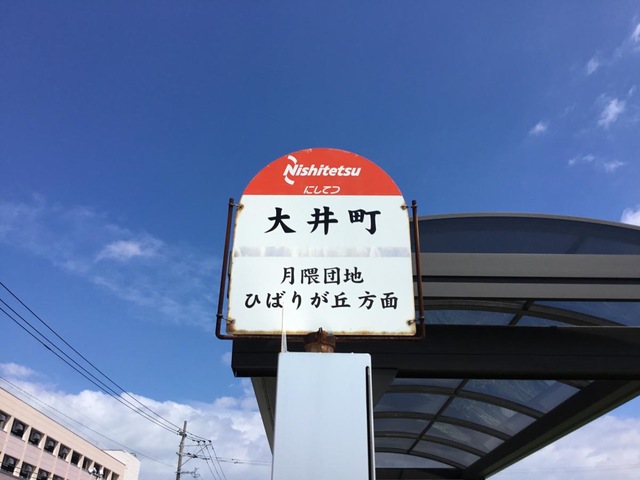 Nishitetsu
にしてつ
大井町
月隈団地
ひばりが丘方面